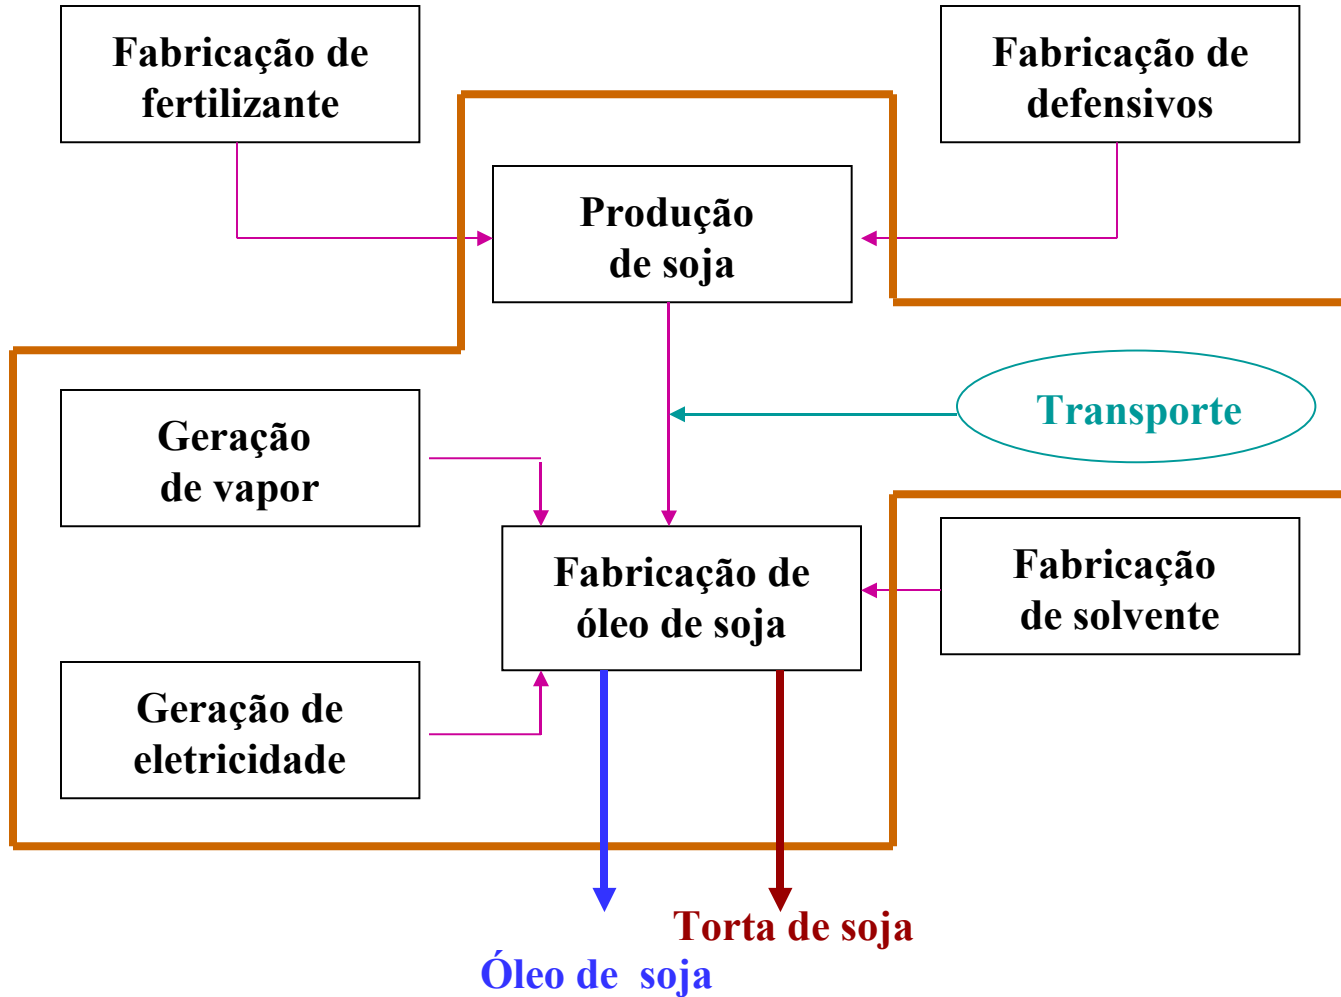 Fabricação de
fertilizante
Fabricação de
defensivos
Produção
de soja
Transporte
Geração
de vapor
Fabricação de
óleo de soja
Fabricação
de solvente
Geração de
eletricidade
Torta de soja
Óleo de soja